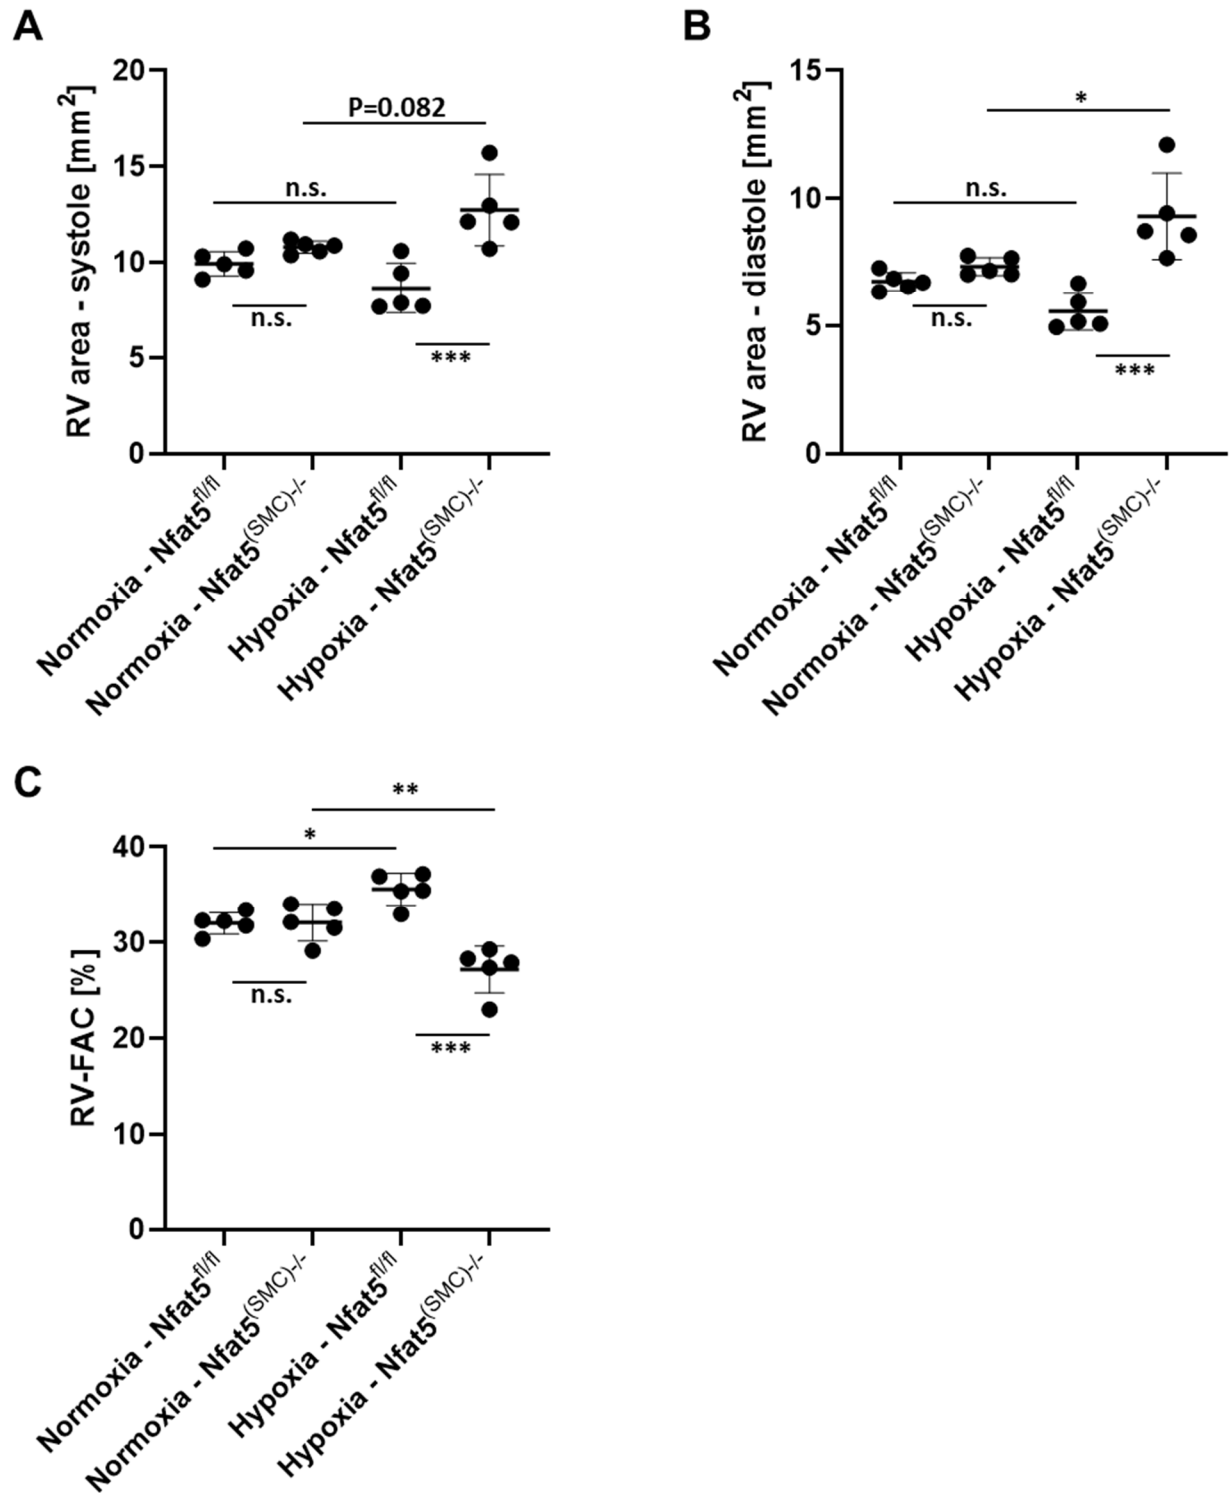 A
RV area - systole [mm²]
20
15
10
5
0
P=0.082
n.s.
n.s.
***
Normoxia - Nfat5fl/fl
Normoxia - Nfat5(SMC)-/-
Hypoxia - Nfat5fl/fl
Hypoxia - Nfat5(SMC)-/-
B
RV area - diastole [mm²]
15
10
5
0
*
n.s.
n.s.
***
Normoxia - Nfat5fl/fl
Normoxia - Nfat5(SMC)-/-
Hypoxia - Nfat5fl/fl
Hypoxia - Nfat5(SMC)-/-
C
RV-FAC [%]
40
30
20
10
0
**
*
n.s.
***
Normoxia - Nfat5fl/fl
Normoxia - Nfat5(SMC)-/-
Hypoxia - Nfat5fl/fl
Hypoxia - Nfat5(SMC)-/-